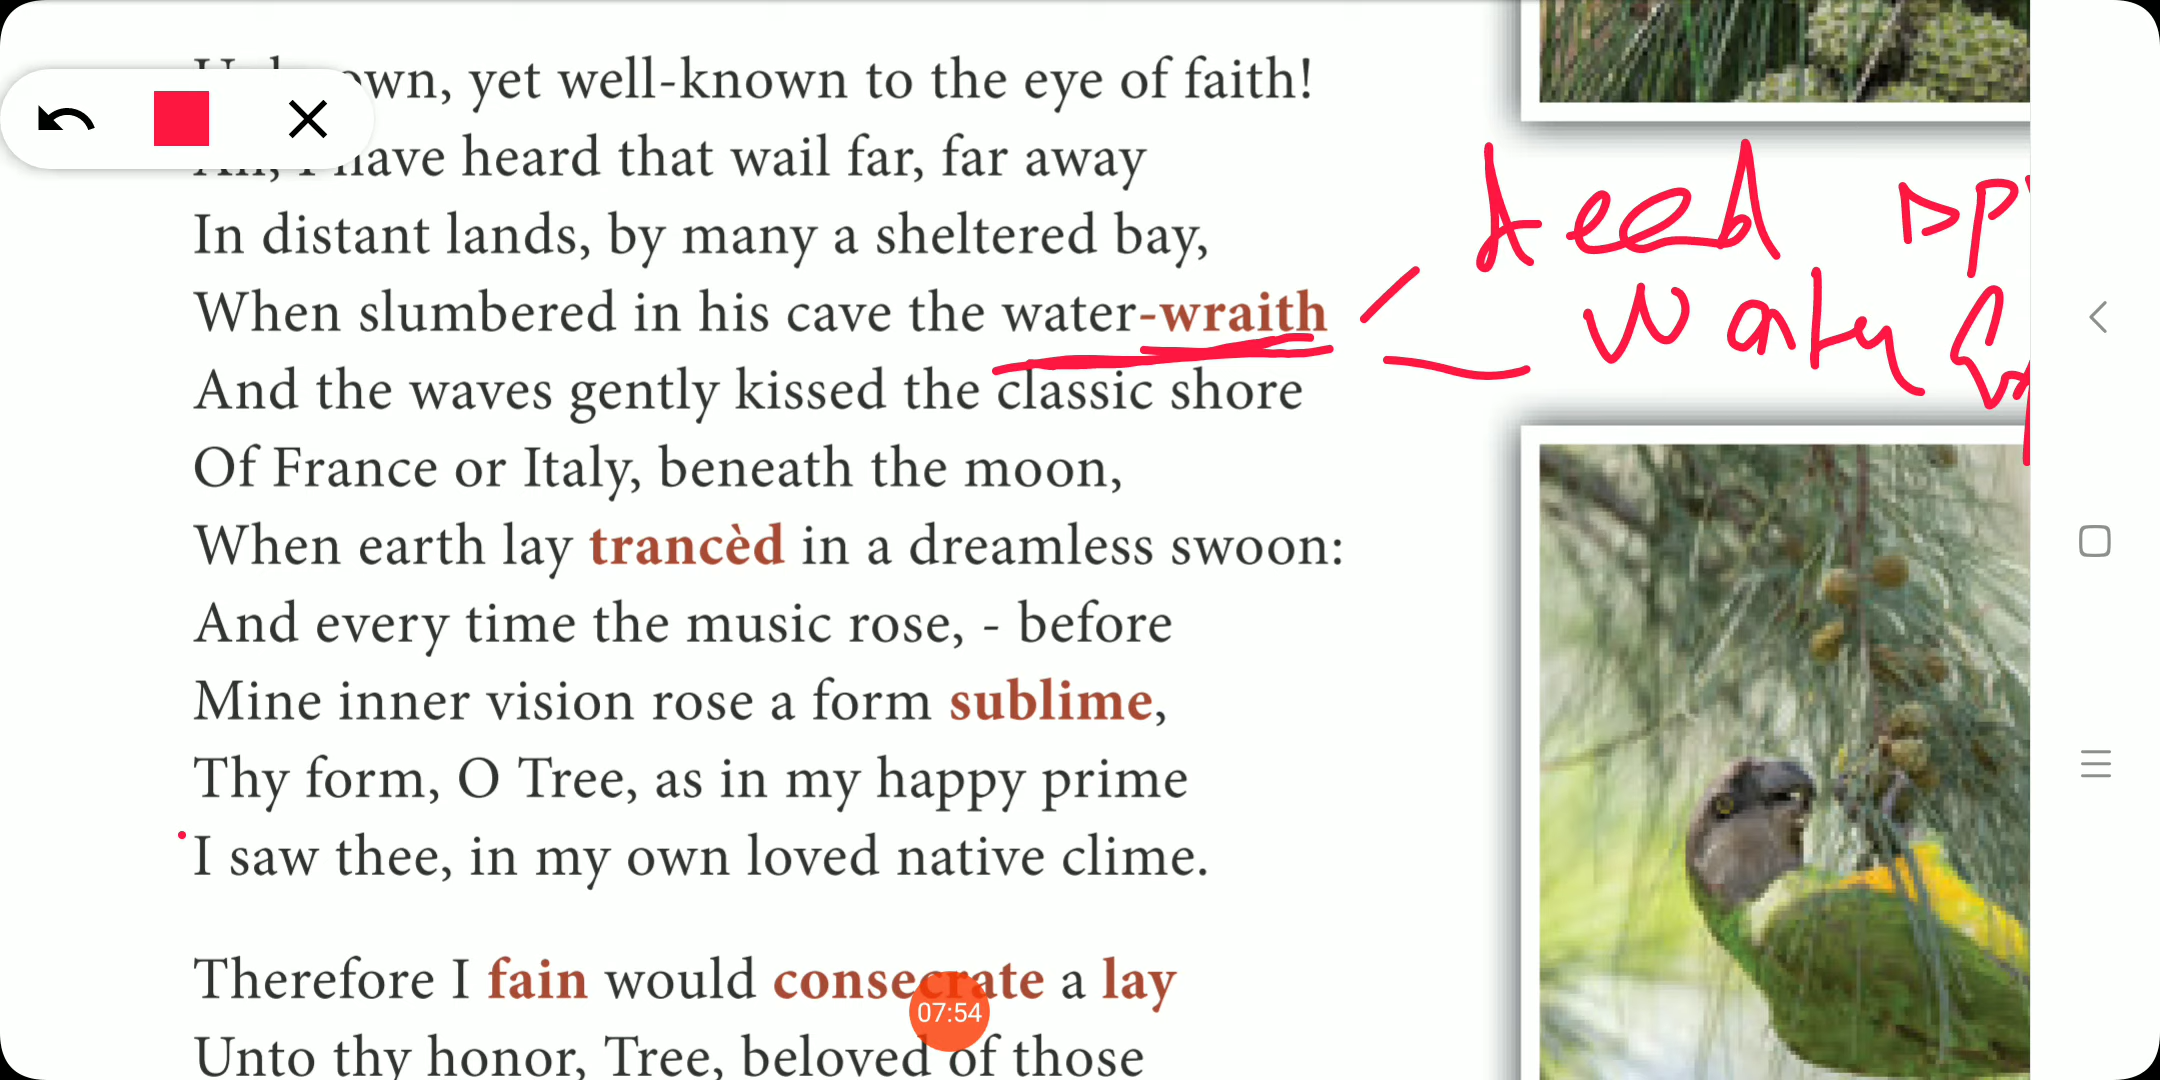 own, yet well-known to the eye of faith!
have heard that wail far, far away
In distant lands, by many a sheltered bay,
When slumbered in his cave the water-wraith
And the waves gently kissed the classic shore
Of France or Italy, beneath the moon,
When earth lay trancèd in a dreamless swoon:
And every time the music rose, - before
Mine inner vision rose a form sublime,
Thy form, O Tree, as in my happy prime
I saw thee, in my own loved native clime.
Therefore I fain would consecrate a lay
07:54
Unto thy honor, Tree, beloved of those